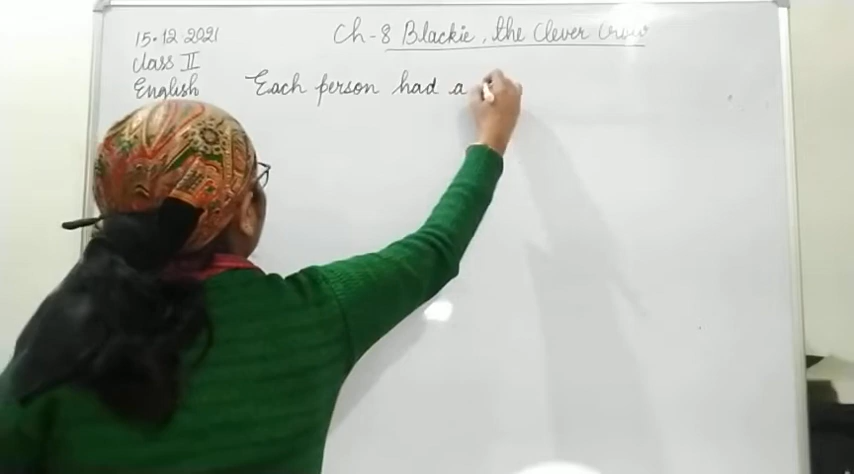 15.12 2021
Ch-8 Blackie, the Clever Crow
Class II
English
Each person had a